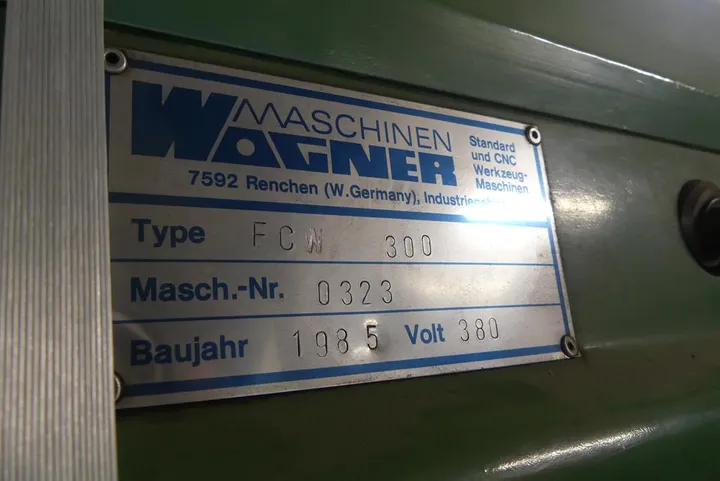 MASCHINEN
WAGNER
Standard
und CNC
Werkzeug-
Maschinen
7592 Renchen (W.Germany),
Type FCW 300
Masch.-Nr. 0323
Baujahr 1985 Volt 380